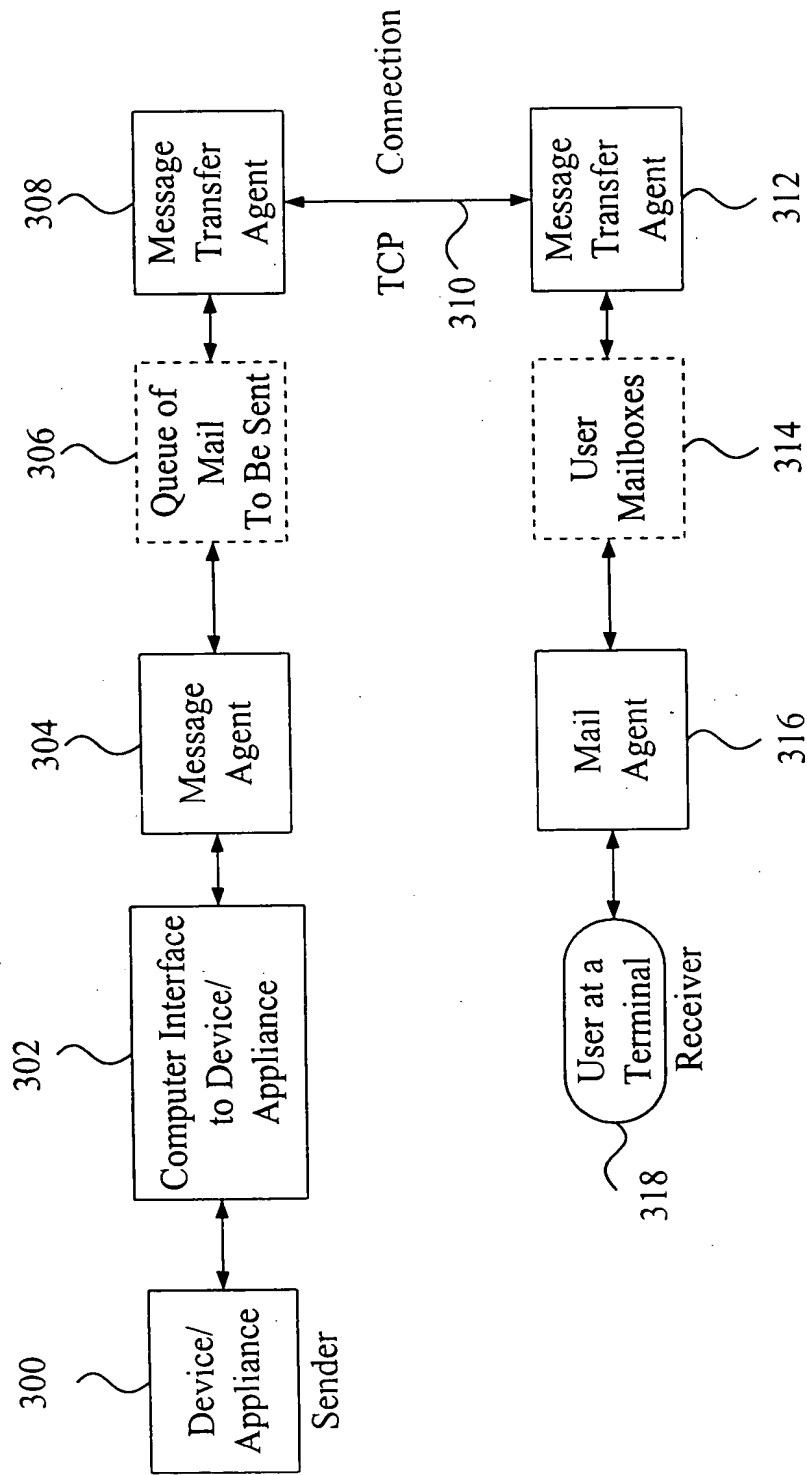 300
302
304
306
308
Device/
Appliance
Sender
Computer Interface
to Device/
Appliance
Message
Agent
Queue of
Mail
To Be Sent
Message
Transfer
Agent
TCP
Connection
310
318
User at a
Terminal
Receiver
Mail
Agent
316
User
Mailboxes
314
Message
Transfer
Agent
312